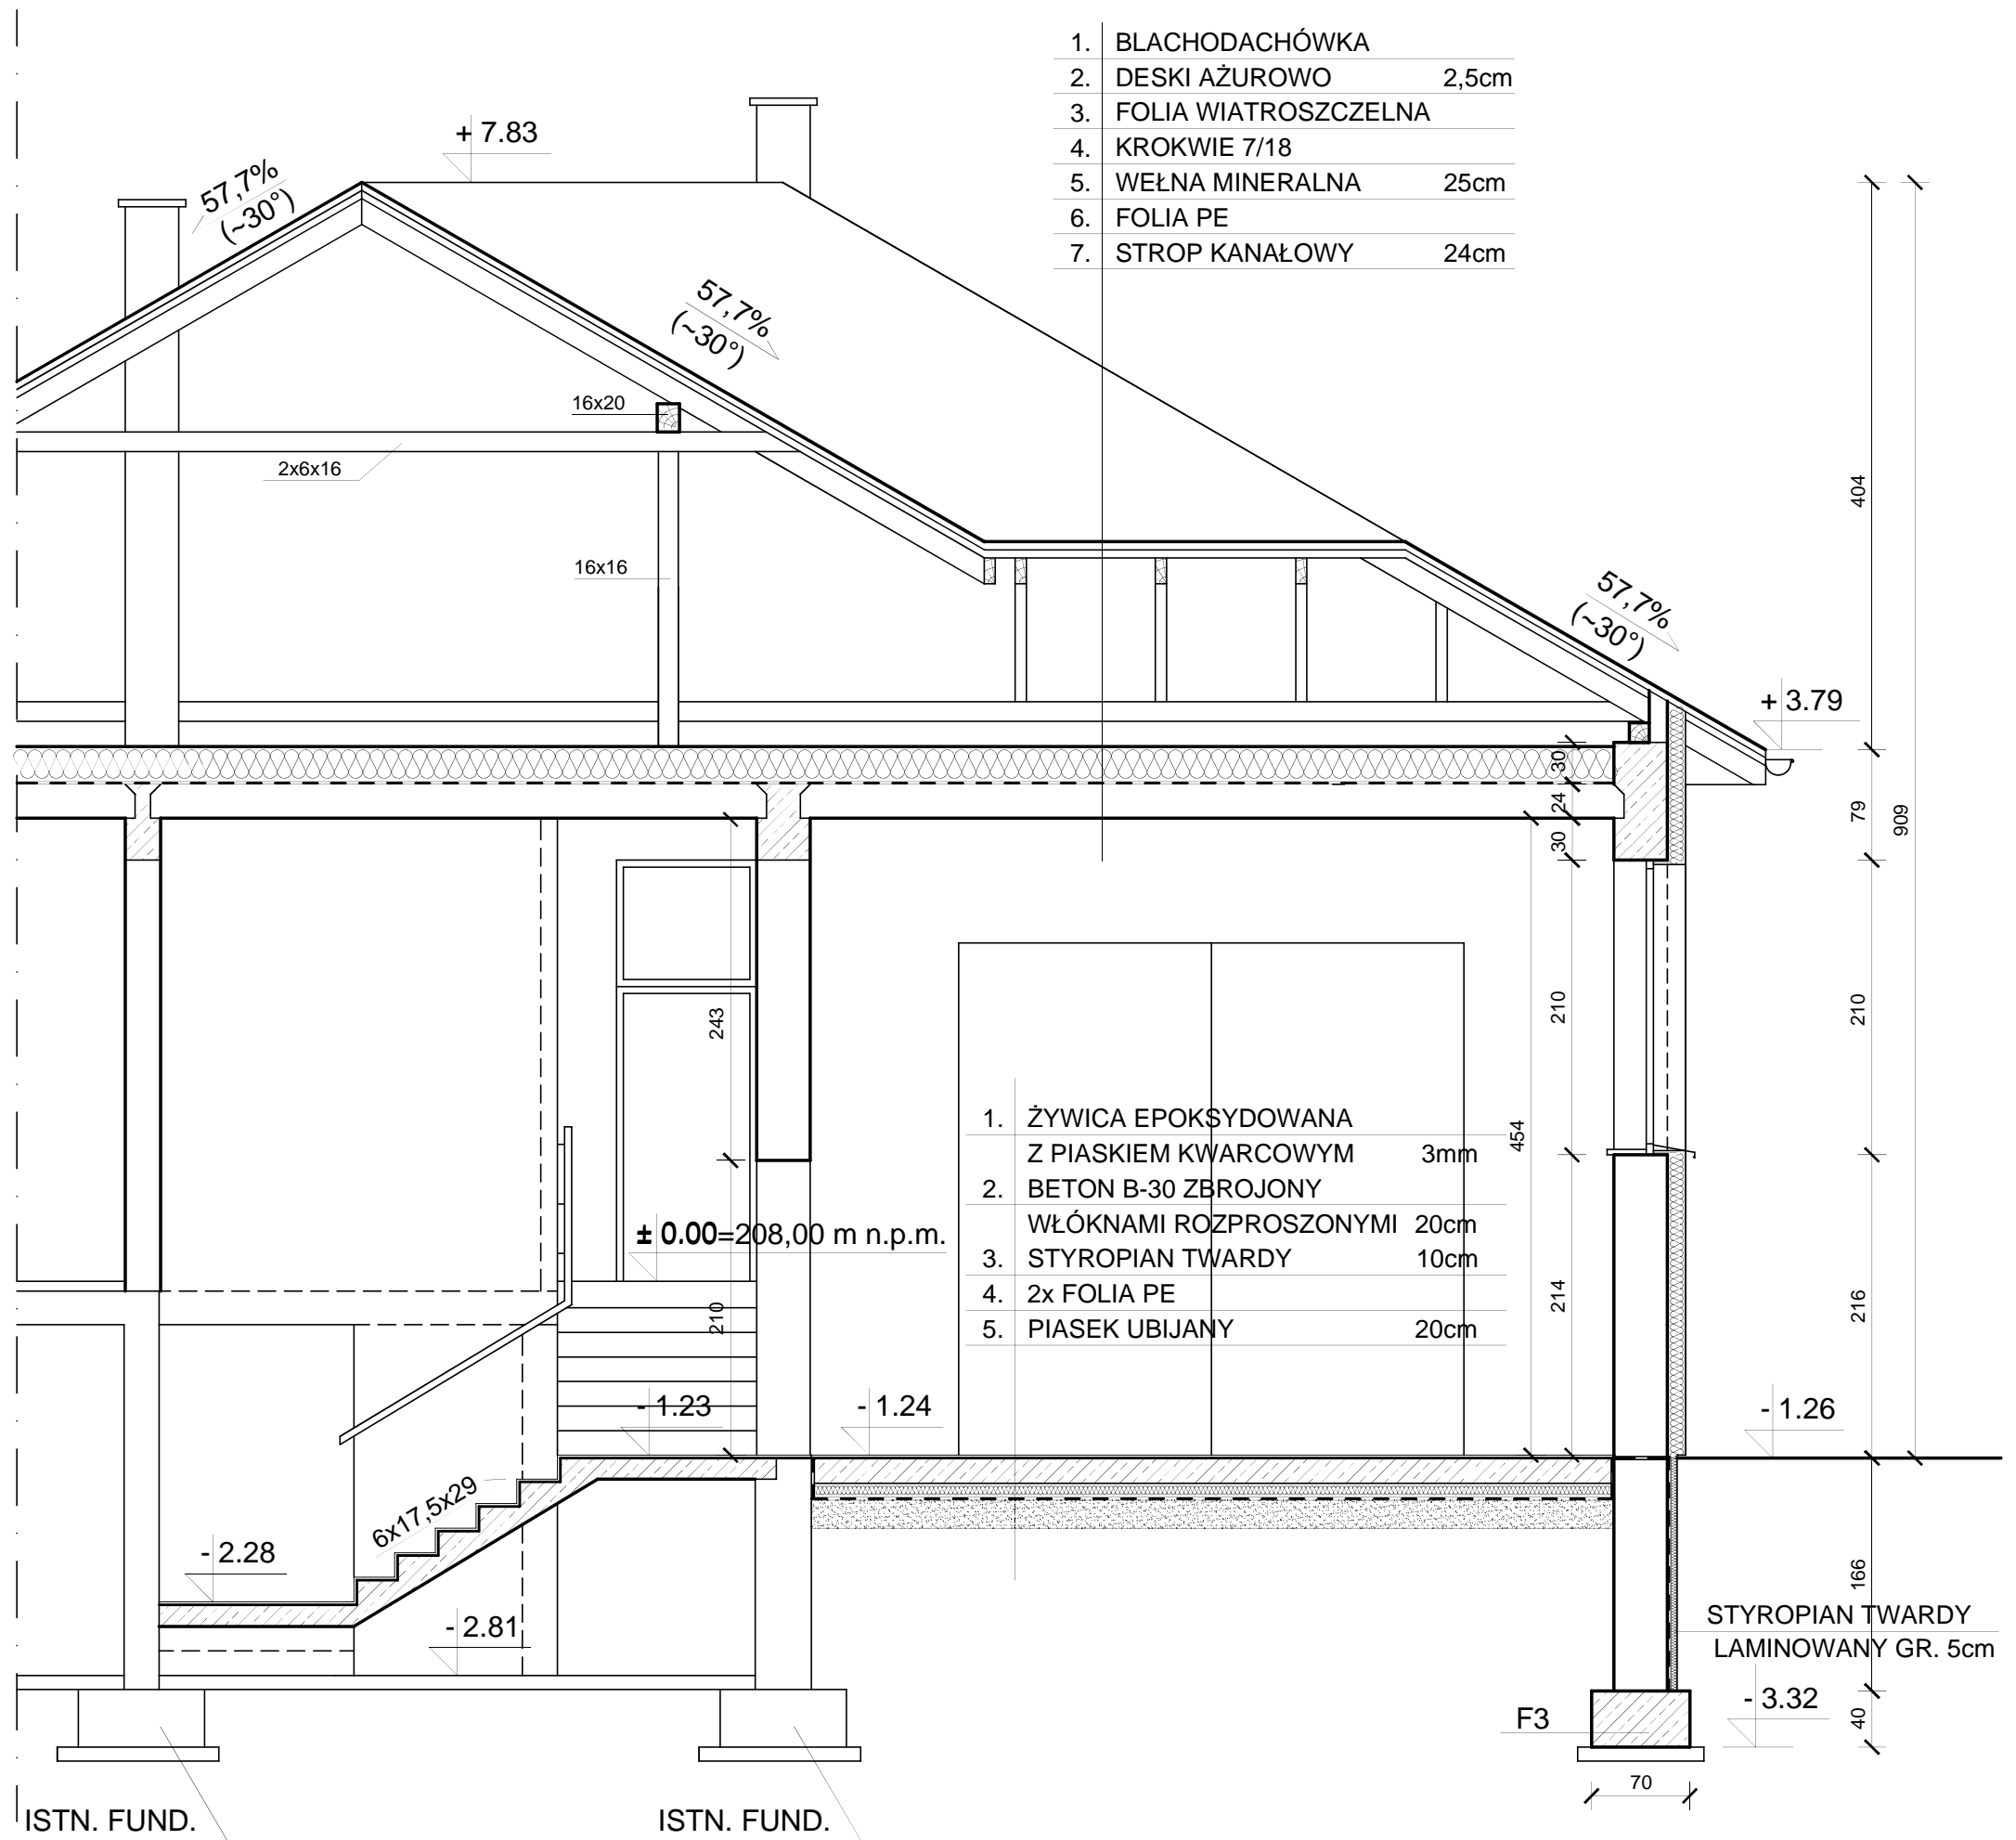 1. BLACHODACHÓWKA
2. DESKI AŻUROWO 2,5cm
3. FOLIA WIATROSZCZELNA
4. KROKWIE 7/18
5. WEŁNA MINERALNA 25cm
6. FOLIA PE
7. STROP KANAŁOWY 24cm
+ 7.83
57,7%
(~30°)
57,7%
(~30°)
16x20
2x6x16
404
16x16
57,7%
(~30°)
+ 3.79
30
24
30
79
909
243
210
210
1. ŻYWICA EPOKSYDOWANA
Z PIASKIEM KWARCOWYM 3mm
2. BETON B-30 ZBROJONY
WŁÓKNAMI ROZPROSZONYMI 20cm
3. STYROPIAN TWARDY 10cm
4. 2x FOLIA PE
5. PIASEK UBIJANY 20cm
454
± 0.00=208,00 m n.p.m.
210
214
216
- 1.23
- 1.24
- 1.26
6x17,5x29
- 2.28
- 2.81
166
STYROPIAN TWARDY
LAMINOWANY GR. 5cm
- 3.32
F3
40
70
ISTN. FUND.
ISTN. FUND.